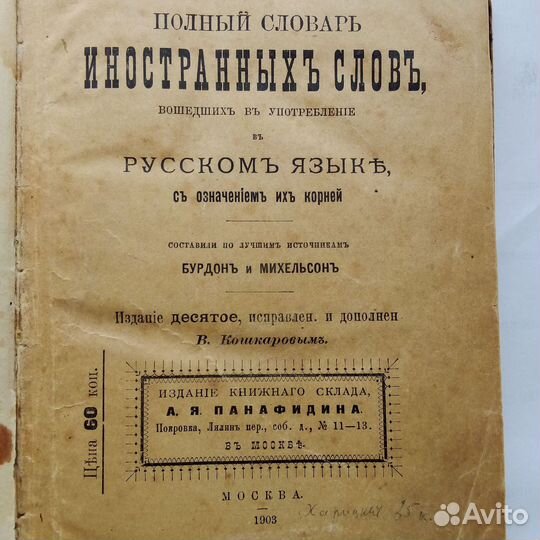 ПОЛНЫЙ СЛОВАРЬ
ИНОСТРАННЫХЪ СЛОВЪ,
ВОШЕДШИХЪ ВЪ УПОТРЕБЛЕНІЕ
ВЪ
РУССКОМЪ ЯЗЫКѢ,
съ означеніемъ ихъ корней
СОСТАВИЛИ ПО ЛУЧШИМЪ ИСТОЧНИКАМЪ
БУРДОНЪ и МИХЕЛЬСОНЪ.
Изданіе десятое, исправлен. и дополнен
В. Кошкаровымъ.
Цѣна 60 коп.
ИЗДАНІЕ КНИЖНАГО СКЛАДА,
А. Я. ПАНАФИДИНА.
Покровка, Лялинъ пер., соб. д., № 11—13.
ВЪ МОСКВѢ.
МОСКВА.
1903
25 к.
Avito